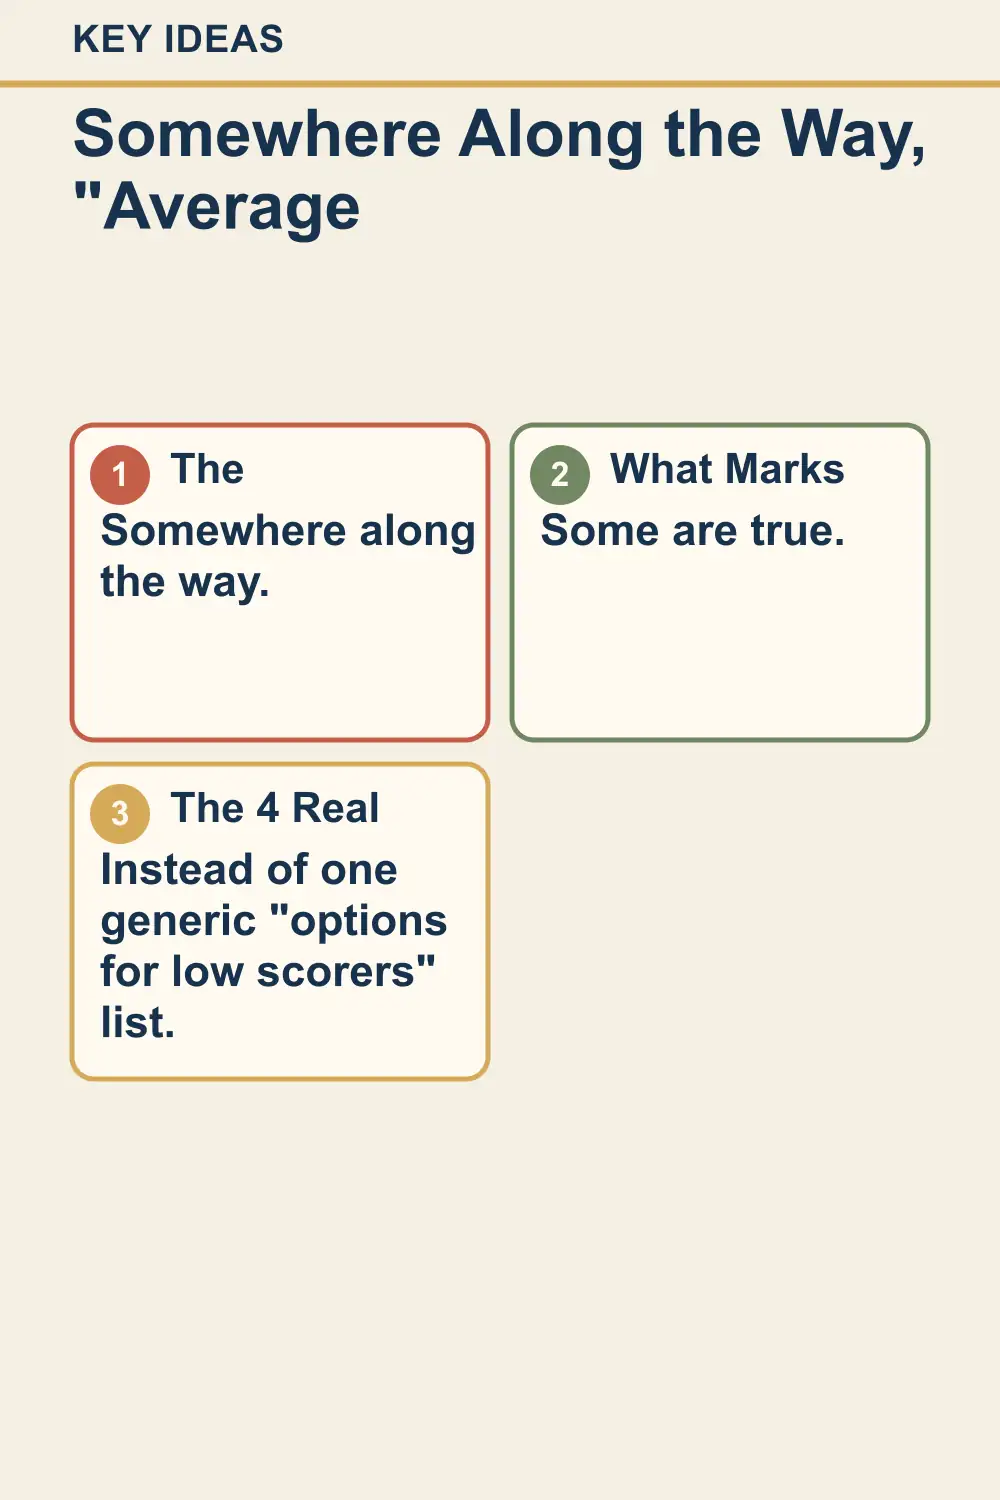 KEY IDEAS
Somewhere Along the Way,
"Average
1 The
Somewhere along
the way.
2 What Marks
Some are true.
3 The 4 Real
Instead of one
generic "options
for low scorers"
list.